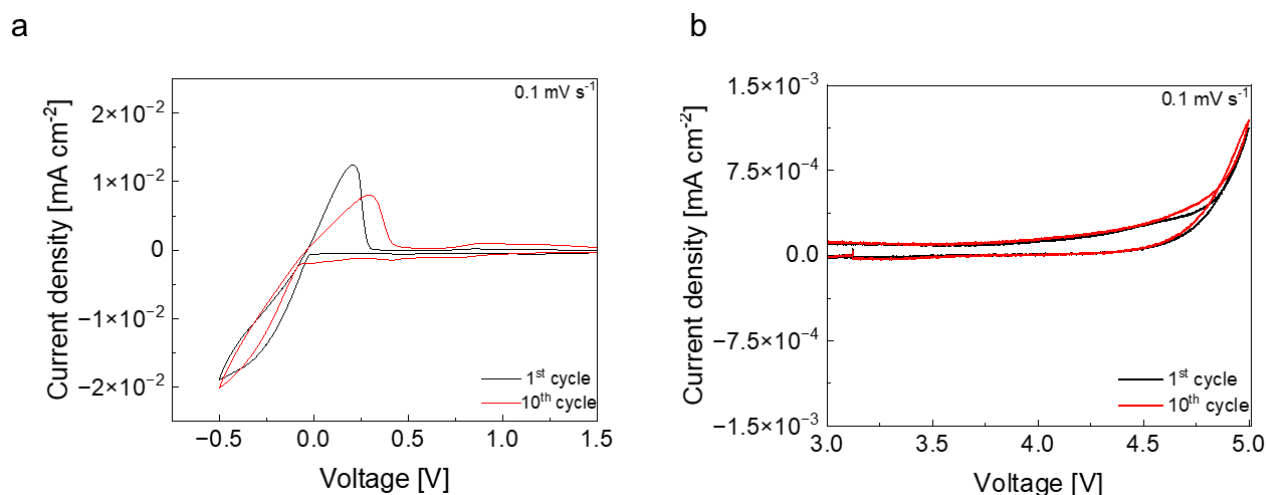 a
b
0.1 mV s⁻¹
2×10⁻²
1×10⁻²
0
−1×10⁻²
−2×10⁻²
Current density [mA cm⁻²]
1ˢᵗ cycle
10ᵗʰ cycle
−0.5
0.0
0.5
1.0
1.5
Voltage [V]
0.1 mV s⁻¹
1.5×10⁻³
7.5×10⁻⁴
0.0
−7.5×10⁻⁴
−1.5×10⁻³
Current density [mA cm⁻²]
1ˢᵗ cycle
10ᵗʰ cycle
3.0
3.5
4.0
4.5
5.0
Voltage [V]